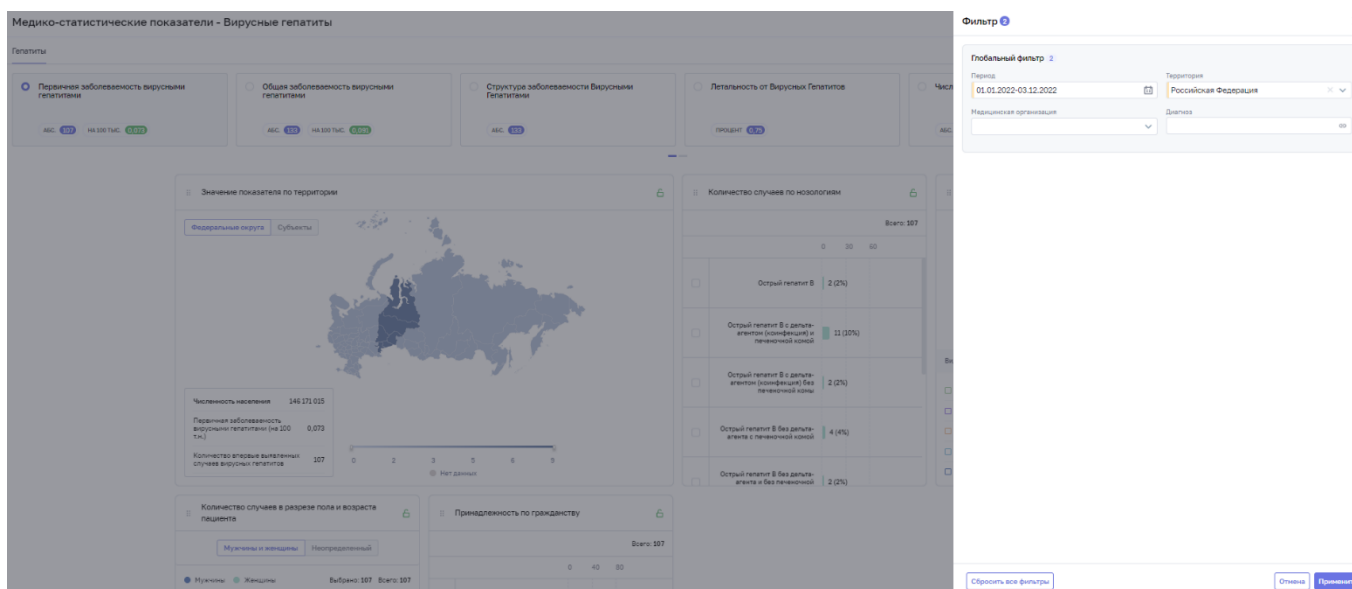 Медико-статистические показатели - Вирусные гепатиты
Гепатиты
Первичная заболеваемость вирусными
гепатитами
АБС. 107 НА 100 ТЫС. 0,073
Общая заболеваемость вирусными
гепатитами
АБС. 133 НА 100 ТЫС.
Структура заболеваемости Вирусными
Гепатитами
АБС. 133
Летальность от Вирусных Гепатитов
ПРОЦЕНТ 0,75
Числ
АБС.
Значение показателя по территории
Федеральные округа Субъекты
Численность населения 146 171 015
Первичная заболеваемость
вирусными гепатитами (на 100
т.н.) 0,073
Количество впервые выявленных
случаев вирусных гепатитов 107
0 2 3 5 6
Нет данных
Количество случаев по нозологиям
Всего: 107
0 30 60
Острый гепатит B 2 (2%)
Острый гепатит B с дельта-
агентом (коинфекция) и
печеночной комой 11 (10%)
Острый гепатит B с дельта-
агентом (коинфекция) без
печеночной комы 2 (2%)
Острый гепатит B без дельта-
агента с печеночной комой 4 (4%)
Острый гепатит B без дельта-
агента и без печеночной 2 (2%)
Количество случаев в разрезе пола и возраста
пациента
Мужчины и женщины Неопределенный
Мужчины Женщины Выбрано: 107 Всего: 107
Принадлежность по гражданству
Всего: 107
0 40 80
Фильтр 2
Глобальный фильтр 2
Период
01.01.2022-03.12.2022
Территория
Российская Федерация
Медицинская организация
Диагноз
Сбросить все фильтры
Отмена
Применит